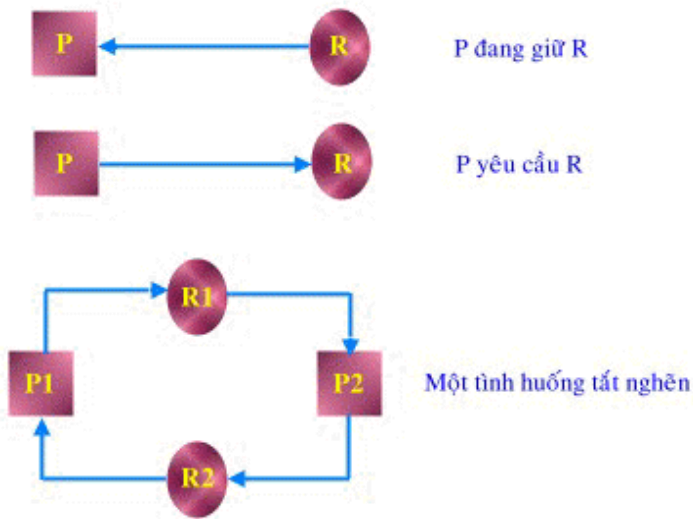 P
R
P đang giữ R
P
R
P yêu cầu R
R1
P1
P2
Một tình huống tắt nghẽn
R2